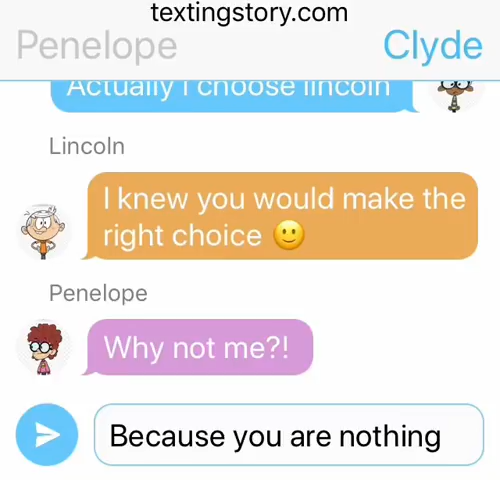 textingstory.com
Penelope Clyde
Actually I choose lincoln
Lincoln
I knew you would make the
right choice 🙂
Penelope
Why not me?!
Because you are nothing